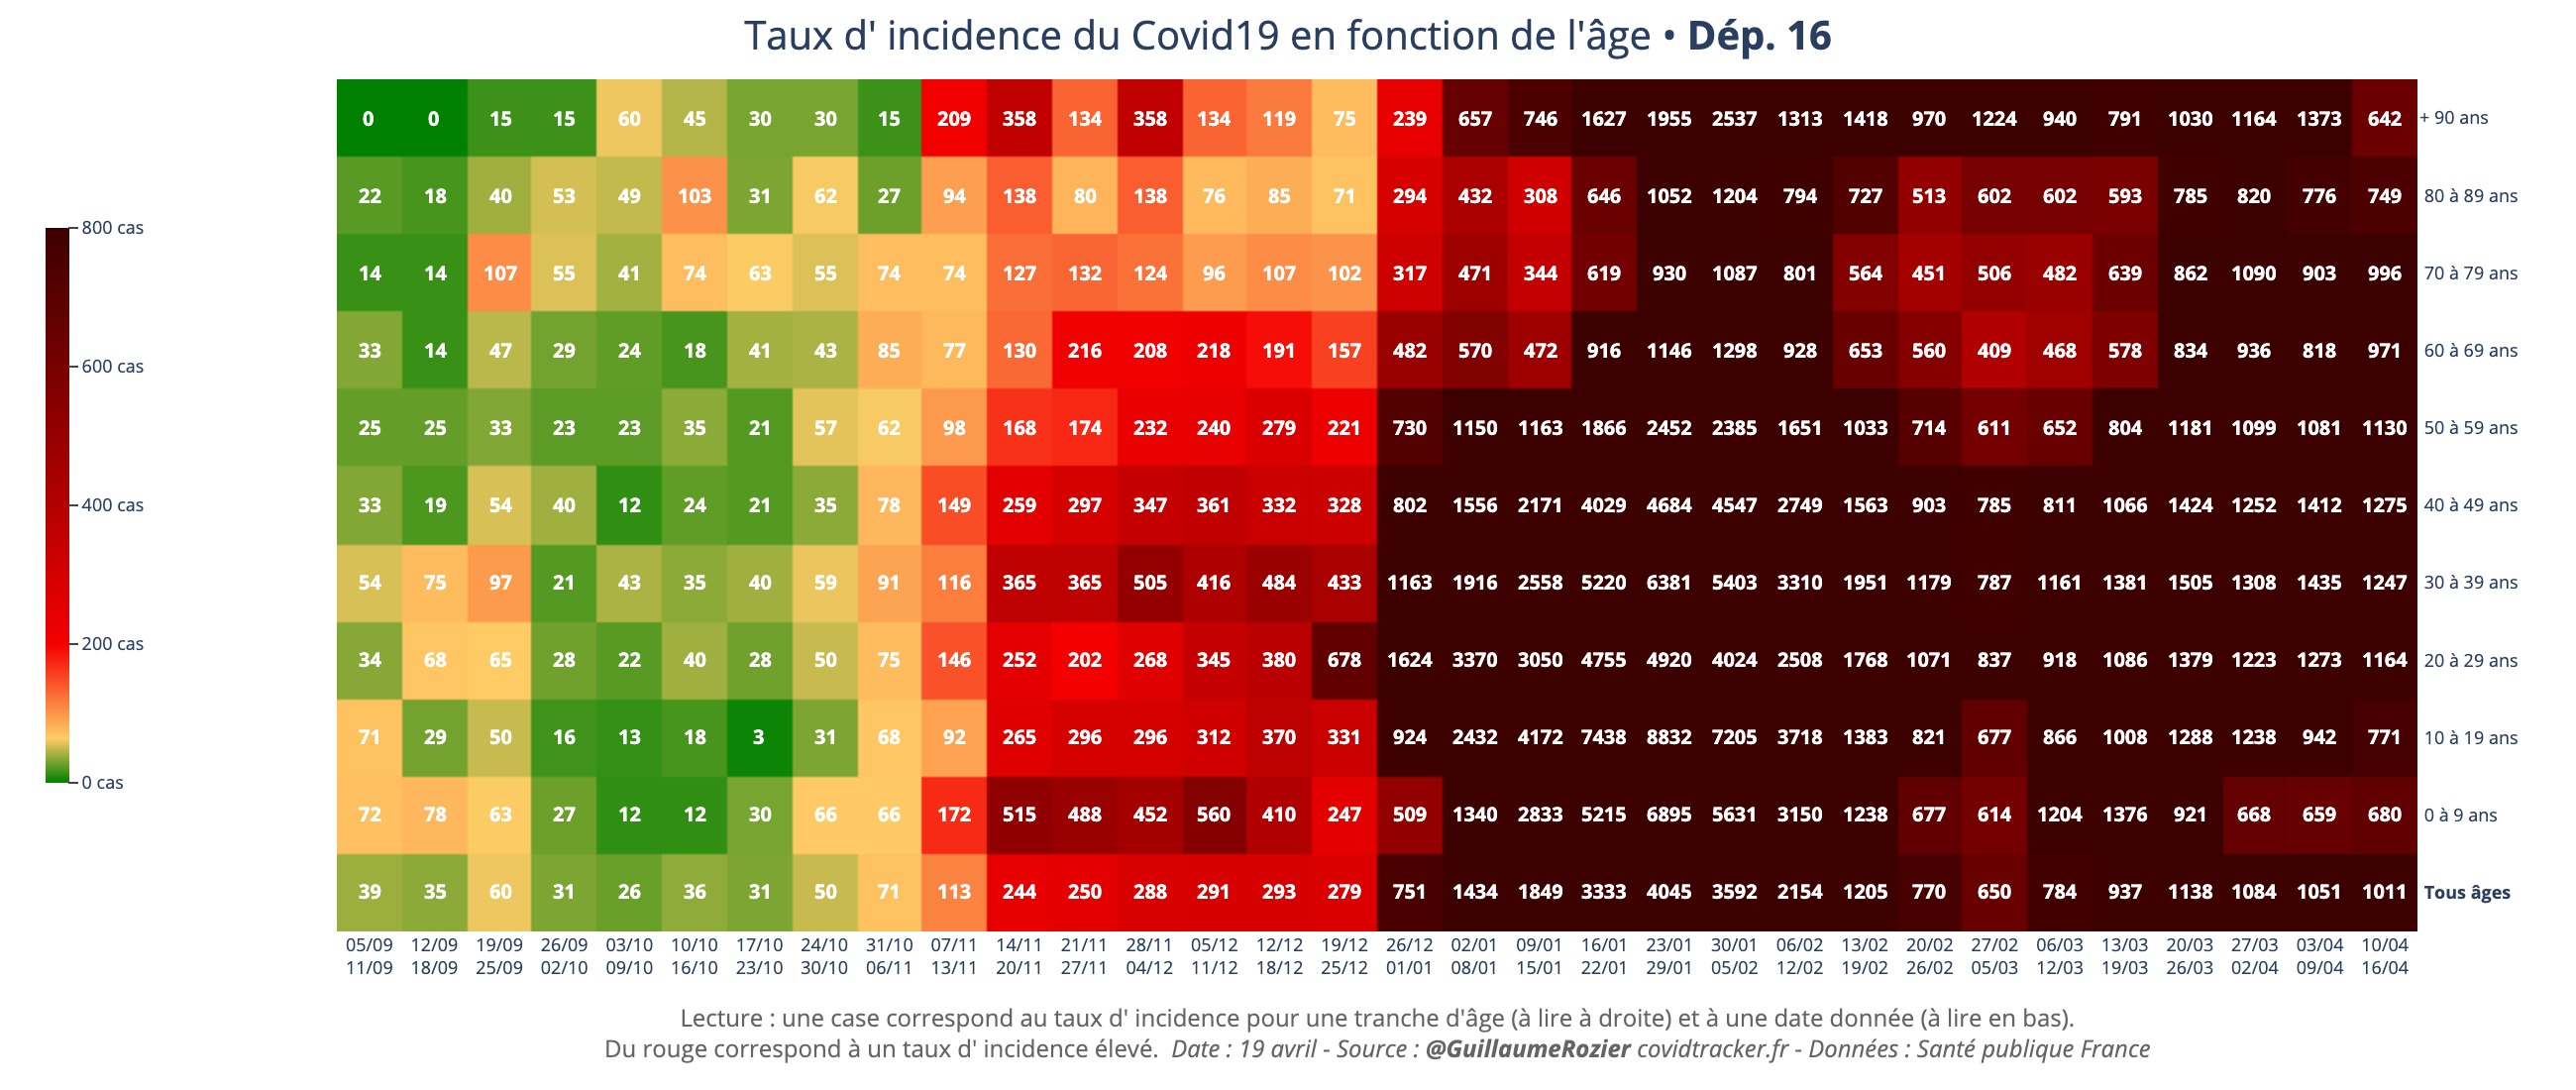 Taux d' incidence du Covid19 en fonction de l'âge • Dép. 16
0 0 15 15 60 45 30 30 15 209 358 134 358 134 119 75 239 657 746 1627 1955 2537 1313 1418 970 1224 940 791 1030 1164 1373 642 + 90 ans
22 18 40 53 49 103 31 62 27 94 138 80 138 76 85 71 294 432 308 646 1052 1204 794 727 513 602 602 593 785 820 776 749 80 à 89 ans
800 cas
14 14 107 55 41 74 63 55 74 74 127 132 124 96 107 102 317 471 344 619 930 1087 801 564 451 506 482 639 862 1090 903 996 70 à 79 ans
33 14 47 29 24 18 41 43 85 77 130 216 208 218 191 157 482 570 472 916 1146 1298 928 653 560 409 468 578 834 936 818 971 60 à 69 ans
600 cas
25 25 33 23 23 35 21 57 62 98 168 174 232 240 279 221 730 1150 1163 1866 2452 2385 1651 1033 714 611 652 804 1181 1099 1081 1130 50 à 59 ans
400 cas
33 19 54 40 12 24 21 35 78 149 259 297 347 361 332 328 802 1556 2171 4029 4684 4547 2749 1563 903 785 811 1066 1424 1252 1412 1275 40 à 49 ans
54 75 97 21 43 35 40 59 91 116 365 365 505 416 484 433 1163 1916 2558 5220 6381 5403 3310 1951 1179 787 1161 1381 1505 1308 1435 1247 30 à 39 ans
200 cas
34 68 65 28 22 40 28 50 75 146 252 202 268 345 380 678 1624 3370 3050 4755 4920 4024 2508 1768 1071 837 918 1086 1379 1223 1273 1164 20 à 29 ans
71 29 50 16 13 18 3 31 68 92 265 296 296 312 370 331 924 2432 4172 7438 8832 7205 3718 1383 821 677 866 1008 1288 1238 942 771 10 à 19 ans
0 cas
72 78 63 27 12 12 30 66 66 172 515 488 452 560 410 247 509 1340 2833 5215 6895 5631 3150 1238 677 614 1204 1376 921 668 659 680 0 à 9 ans
39 35 60 31 26 36 31 50 71 113 244 250 288 291 293 279 751 1434 1849 3333 4045 3592 2154 1205 770 650 784 937 1138 1084 1051 1011 Tous âges
05/09 12/09 19/09 26/09 03/10 10/10 17/10 24/10 31/10 07/11 14/11 21/11 28/11 05/12 12/12 19/12 26/12 02/01 09/01 16/01 23/01 30/01 06/02 13/02 20/02 27/02 06/03 13/03 20/03 27/03 03/04 10/04
11/09 18/09 25/09 02/10 09/10 16/10 23/10 30/10 06/11 13/11 20/11 27/11 04/12 11/12 18/12 25/12 01/01 08/01 15/01 22/01 29/01 05/02 12/02 19/02 26/02 05/03 12/03 19/03 26/03 02/04 09/04 16/04
Lecture : une case correspond au taux d' incidence pour une tranche d'âge (à lire à droite) et à une date donnée (à lire en bas).
Du rouge correspond à un taux d' incidence élevé. Date : 19 avril - Source : @GuillaumeRozier covidtracker.fr - Données : Santé publique France